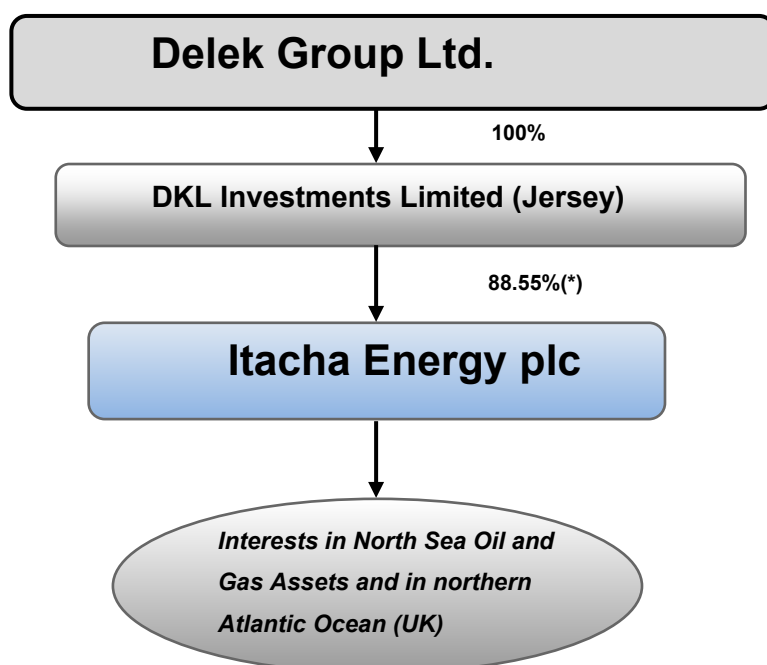 Delek Group Ltd.
100%
DKL Investments Limited (Jersey)
88.55%(*)
Itacha Energy plc
Interests in North Sea Oil and
Gas Assets and in northern
Atlantic Ocean (UK)